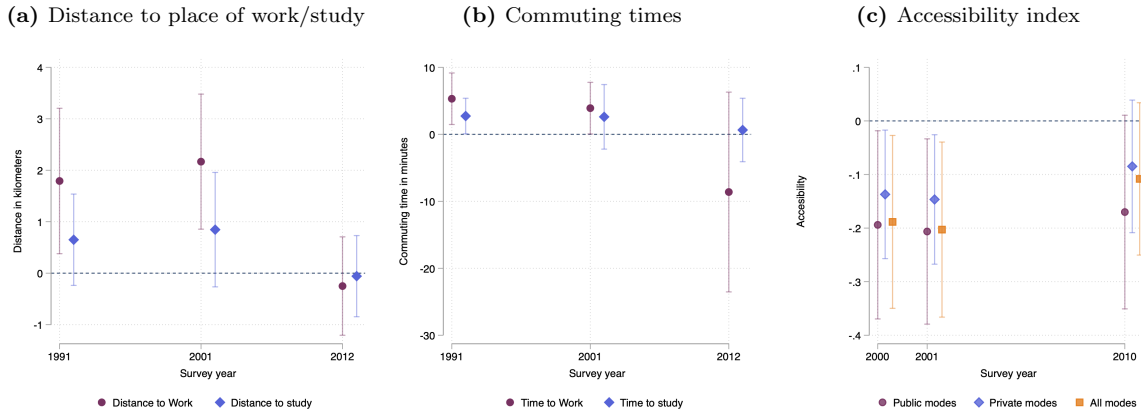 (a) Distance to place of work/study
4
3
2
1
0
-1
Distance in kilometers
1991
2001
2012
Survey year
Distance to Work
Distance to study
(b) Commuting times
10
0
-10
-20
-30
Commuting time in minutes
1991
2001
2012
Survey year
Time to Work
Time to study
(c) Accessibility index
.1
0
-.1
-.2
-.3
-.4
Accesibility
2000
2001
2010
Survey year
Public modes
Private modes
All modes